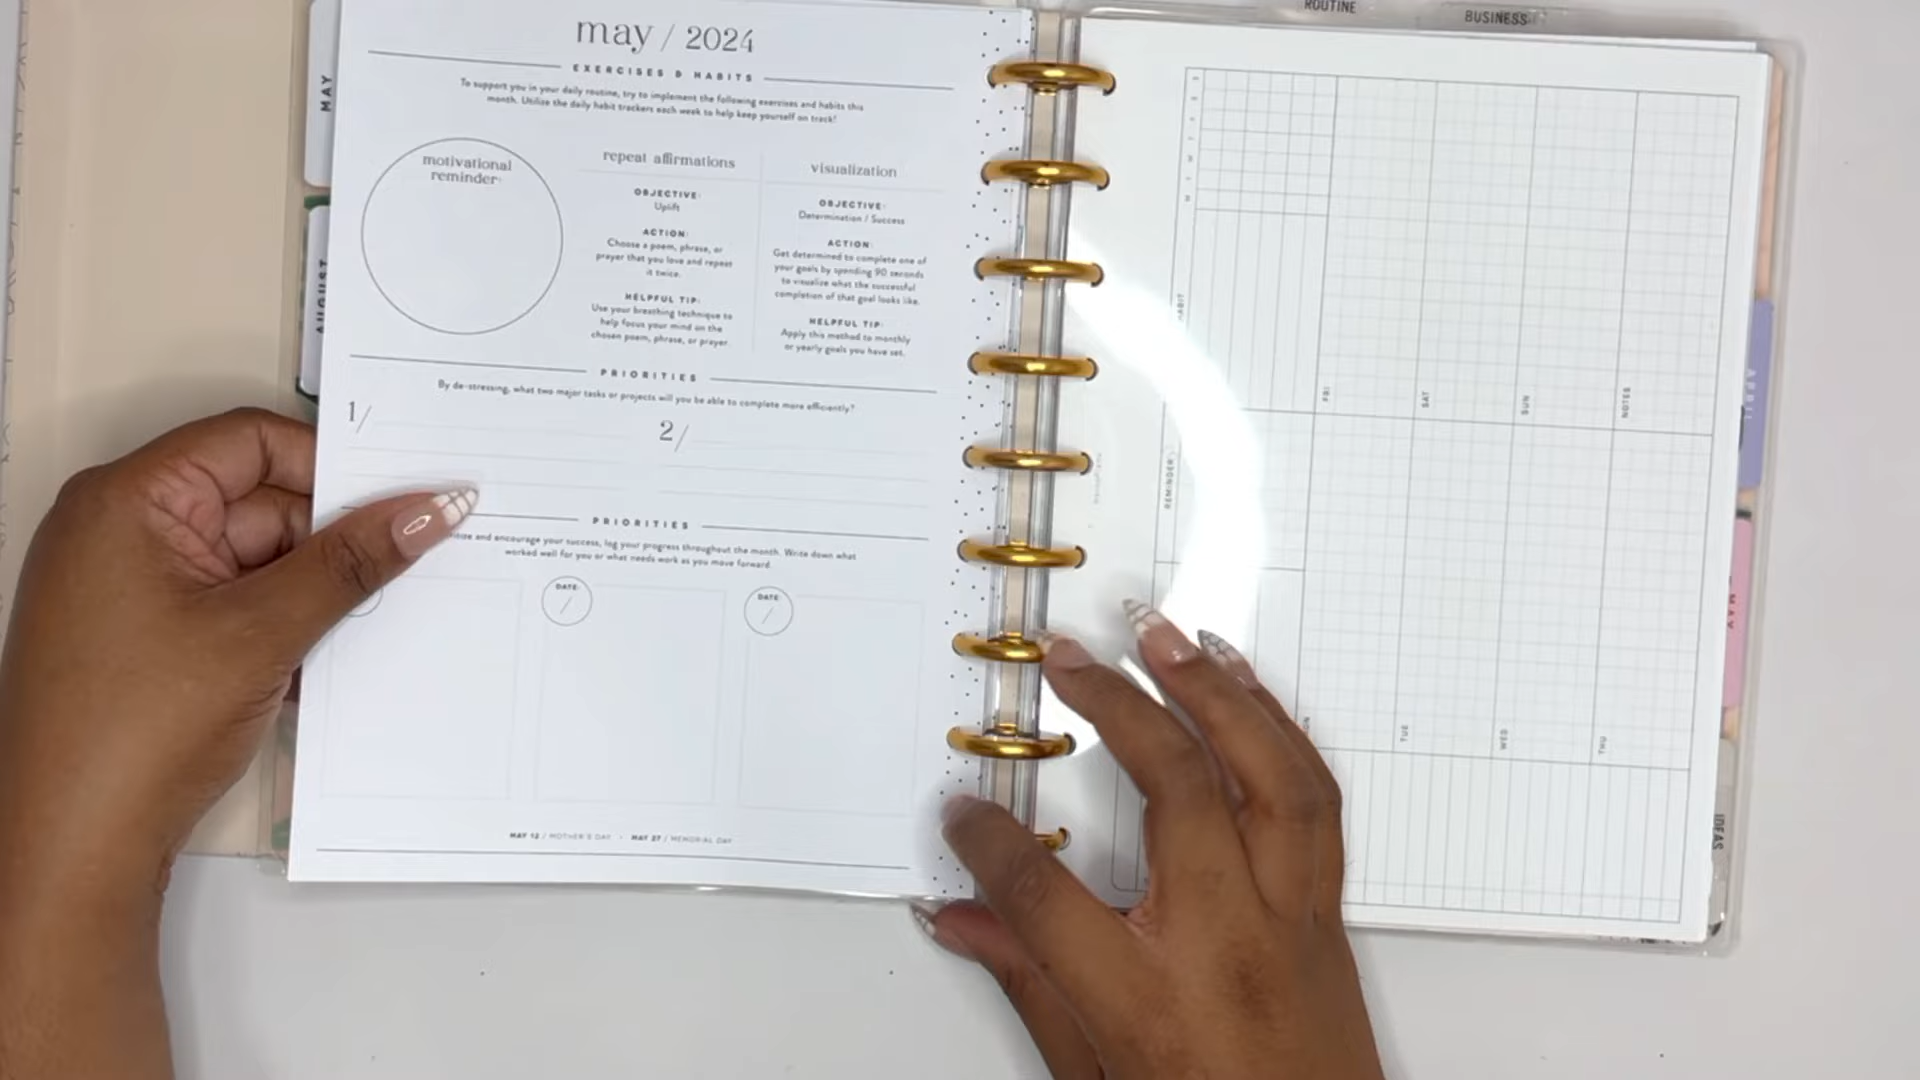 may / 2024
EXERCISES & HABITS
To support you in your daily routine, try to implement the following exercises and habits this
month. Utilize the daily habit trackers each week to help keep yourself on track!
motivational
reminder:
repeat affirmations
OBJECTIVE:
Uplift
ACTION:
Choose a poem, phrase, or
prayer that you love and repeat
it twice.
HELPFUL TIP:
Use your breathing technique to
help focus your mind on the
chosen poem, phrase, or prayer.
visualization
OBJECTIVE:
Determination / Success
ACTION:
Get determined to complete one of
your goals by spending 90 seconds
to visualize what the successful
completion of that goal looks like.
HELPFUL TIP:
Apply this method to monthly
or yearly goals you have set.
PRIORITIES
By de-stressing, what two major tasks or projects will you be able to complete more efficiently?
1/
2/
PRIORITIES
and encourage your success, log your progress throughout the month. Write down what
worked well for you or what needs work as you move forward.
DATE:
/
DATE:
/
MAY 12 / MOTHER'S DAY · MAY 27 / MEMORIAL DAY
MAY
AUGUST
ROUTINE
BUSINESS
REMINDER
FRI
SAT
SUN
NOTES
TUE
WED
THU
APRIL
MAY
IDEAS